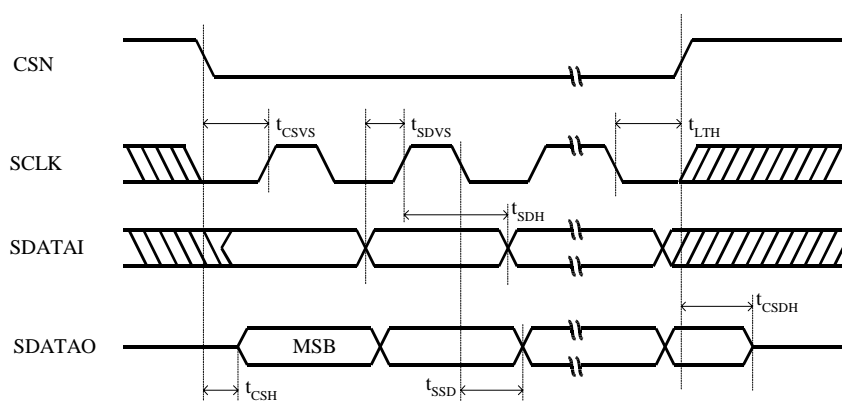 CSN
t_CSVS
t_SDVS
t_LTH
SCLK
t_SDH
SDATAI
t_CSDH
SDATAO
MSB
t_CSH
t_SSD